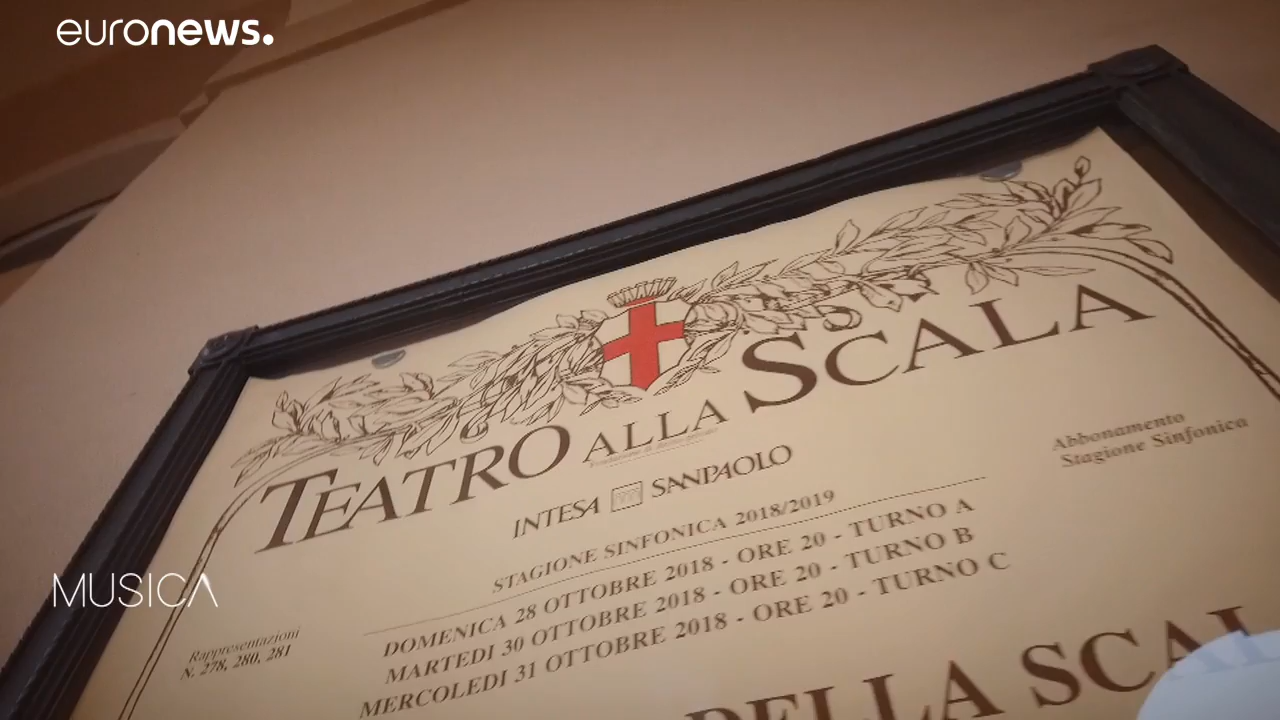 euronews.
TEATRO ALLA SCALA
INTESA SANPAOLO
Abbonamento
Stagione Sinfonica
STAGIONE SINFONICA 2018/2019
DOMENICA 28 OTTOBRE 2018 - ORE 20 - TURNO A
MARTEDI 30 OTTOBRE 2018 - ORE 20 - TURNO B
MERCOLEDI 31 OTTOBRE 2018 - ORE 20 - TURNO C
MUSICA
Rappresentazioni
N. 278, 280, 281
DELLA